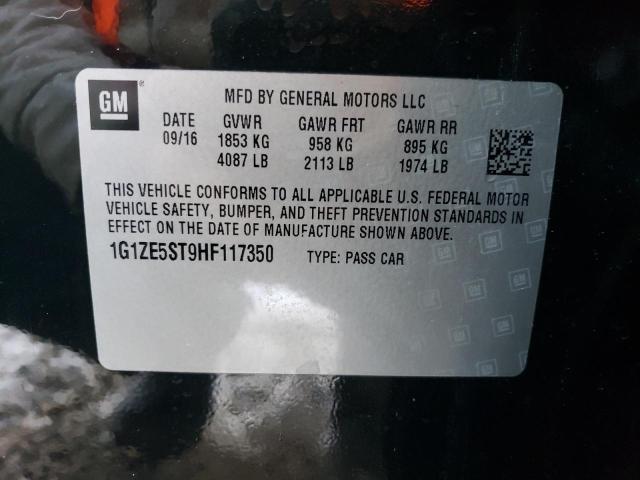 GM ®
MFD BY GENERAL MOTORS LLC
DATE GVWR GAWR FRT GAWR RR
09/16 1853 KG 958 KG 895 KG
4087 LB 2113 LB 1974 LB
THIS VEHICLE CONFORMS TO ALL APPLICABLE U.S. FEDERAL MOTOR
VEHICLE SAFETY, BUMPER, AND THEFT PREVENTION STANDARDS IN
EFFECT ON THE DATE OF MANUFACTURE SHOWN ABOVE.
1G1ZE5ST9HF117350 TYPE: PASS CAR